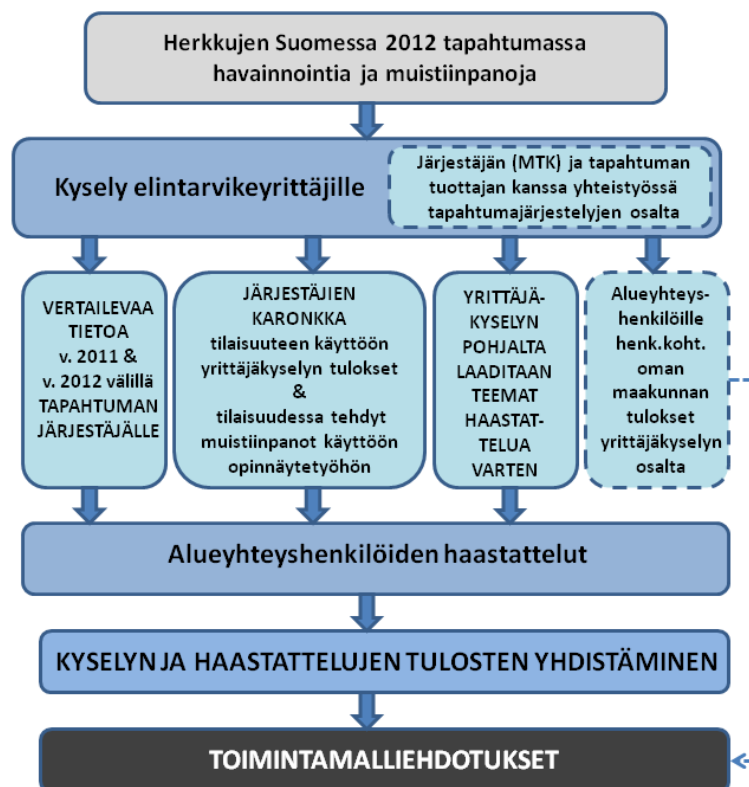 Herkkujen Suomessa 2012 tapahtumassa
havainnointia ja muistiinpanoja
Kysely elintarvikeyrittäjille
Järjestäjän (MTK) ja tapahtuman
tuottajan kanssa yhteistyössä
tapahtumajärjestelyjen osalta
VERTAILEVAA
TIETOA
v. 2011 &
v. 2012 välillä
TAPAHTUMAN
JÄRJESTÄJÄLLE
JÄRJESTÄJIEN
KARONKKA
tilaisuuteen käyttöön
yrittäjäkyselyn tulokset
&
tilaisuudessa tehdyt
muistiinpanot käyttöön
opinnäytetyöhön
YRITTÄJÄ-
KYSELYN
POHJALTA
LAADITAAN
TEEMAT
HAASTAT-
TELUA
VARTEN
Alueyhteys-
henkilöille
henk.koht.
oman
maakunnan
tulokset
yrittäjäkyselyn
osalta
Alueyhteyshenkilöiden haastattelut
KYSELYN JA HAASTATTELUJEN TULOSTEN YHDISTÄMINEN
TOIMINTAMALLIEHDOTUKSET